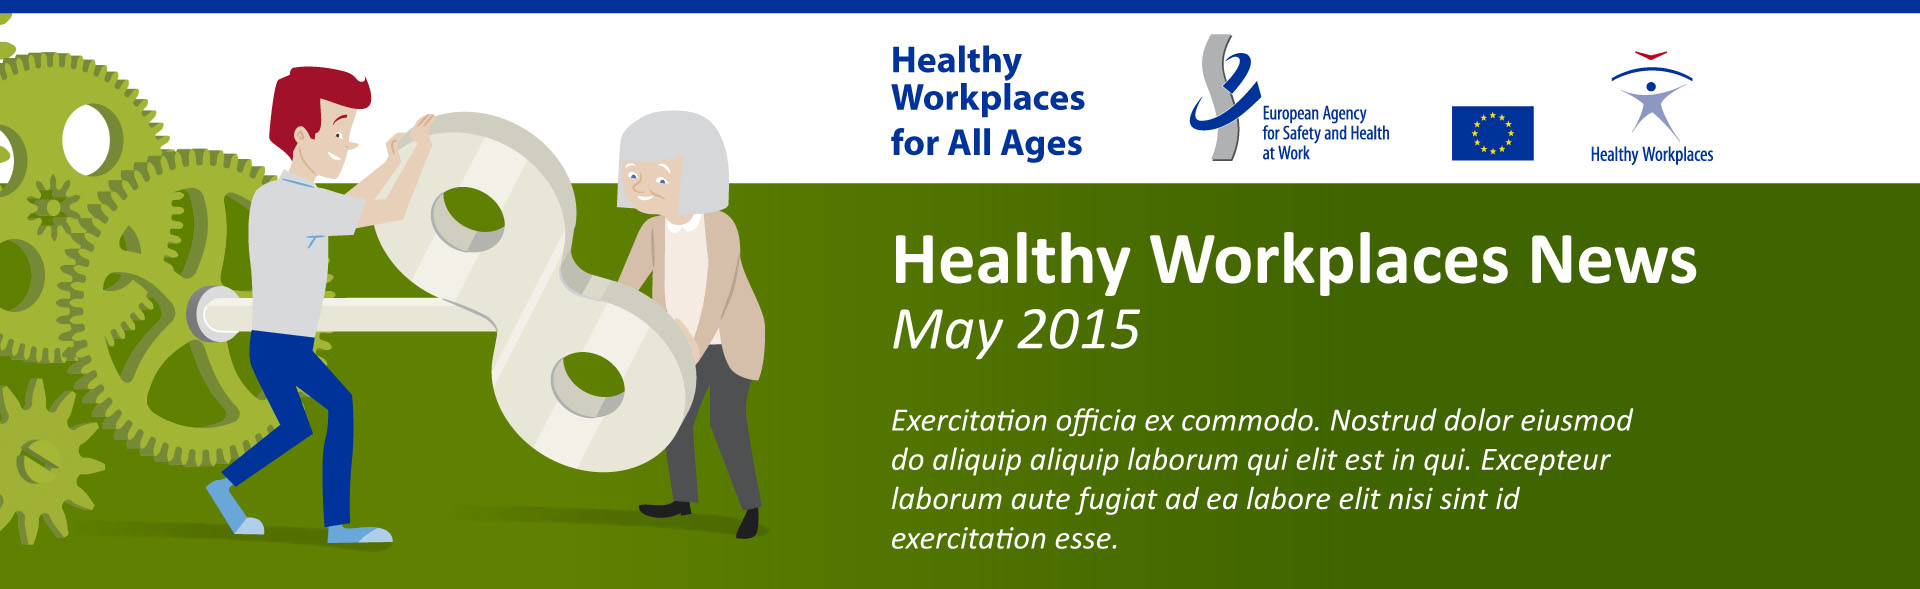 Healthy
Workplaces
for All Ages
European Agency
for Safety and Health
at Work
Healthy Workplaces
Healthy Workplaces News
May 2015
Exercitation officia ex commodo. Nostrud dolor eiusmod
do aliquip aliquip laborum qui elit est in qui. Excepteur
laborum aute fugiat ad ea labore elit nisi sint id
exercitation esse.